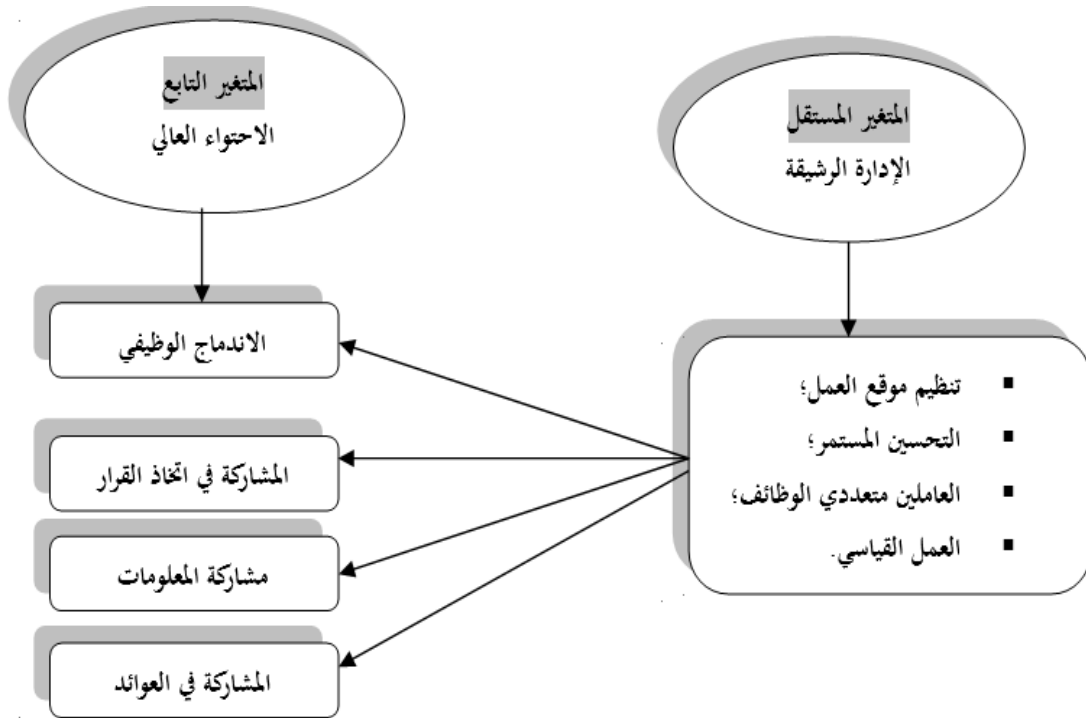 المتغير المستقل
الإدارة الرشيقة
تنظيم موقع العمل؛
التحسين المستمر؛
العاملين متعددي الوظائف؛
العمل القياسي.
المتغير التابع
الاحتواء العالي
الاندماج الوظيفي
المشاركة في اتخاذ القرار
مشاركة المعلومات
المشاركة في العوائد